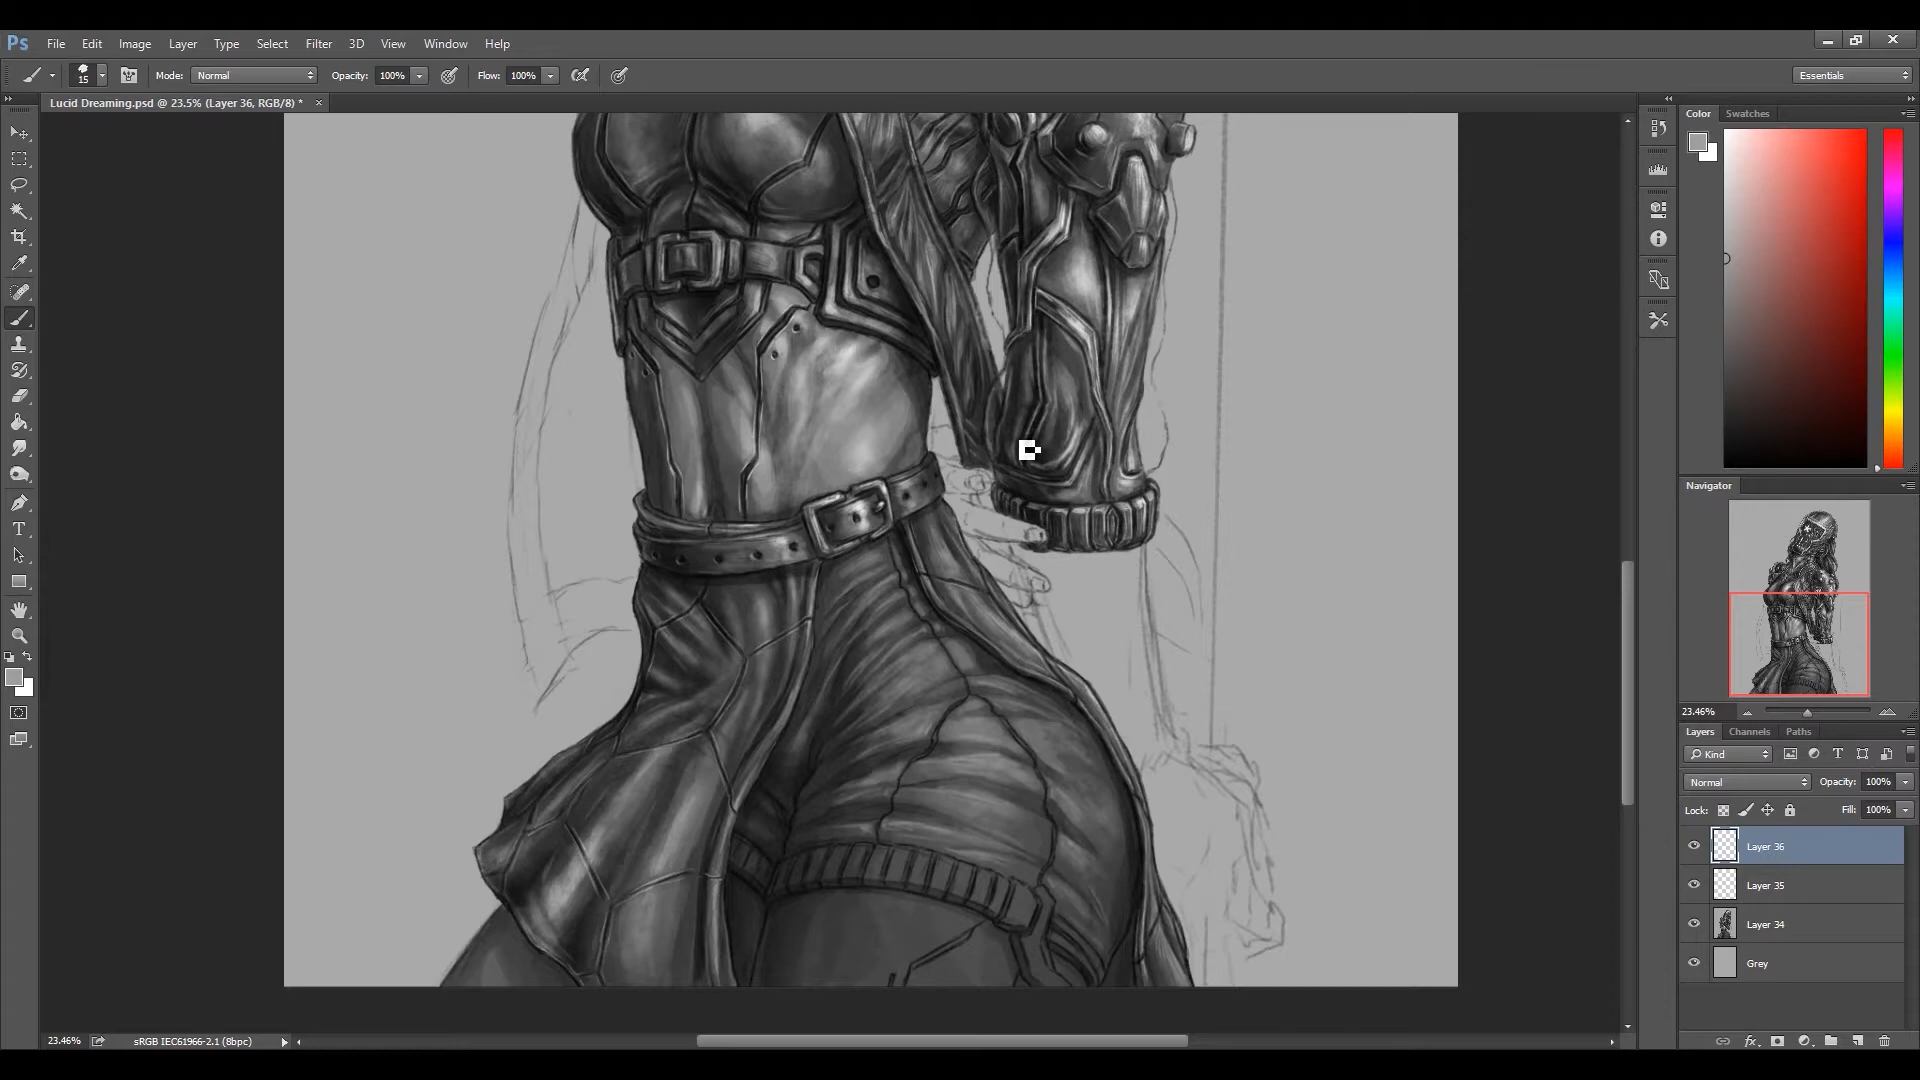 Ps File Edit Image Layer Type Select Filter 3D View Window Help
15 Mode: Normal Opacity: 100% Flow: 100% Essentials
Lucid Dreaming.psd @ 23.5% (Layer 36, RGB/8) *
Color Swatches
Navigator
23.46%
Layers Channels Paths
Kind
Normal Opacity: 100%
Lock: Fill: 100%
Layer 36
Layer 35
Layer 34
Grey
23.46% sRGB IEC61966-2.1 (8bpc)
fx